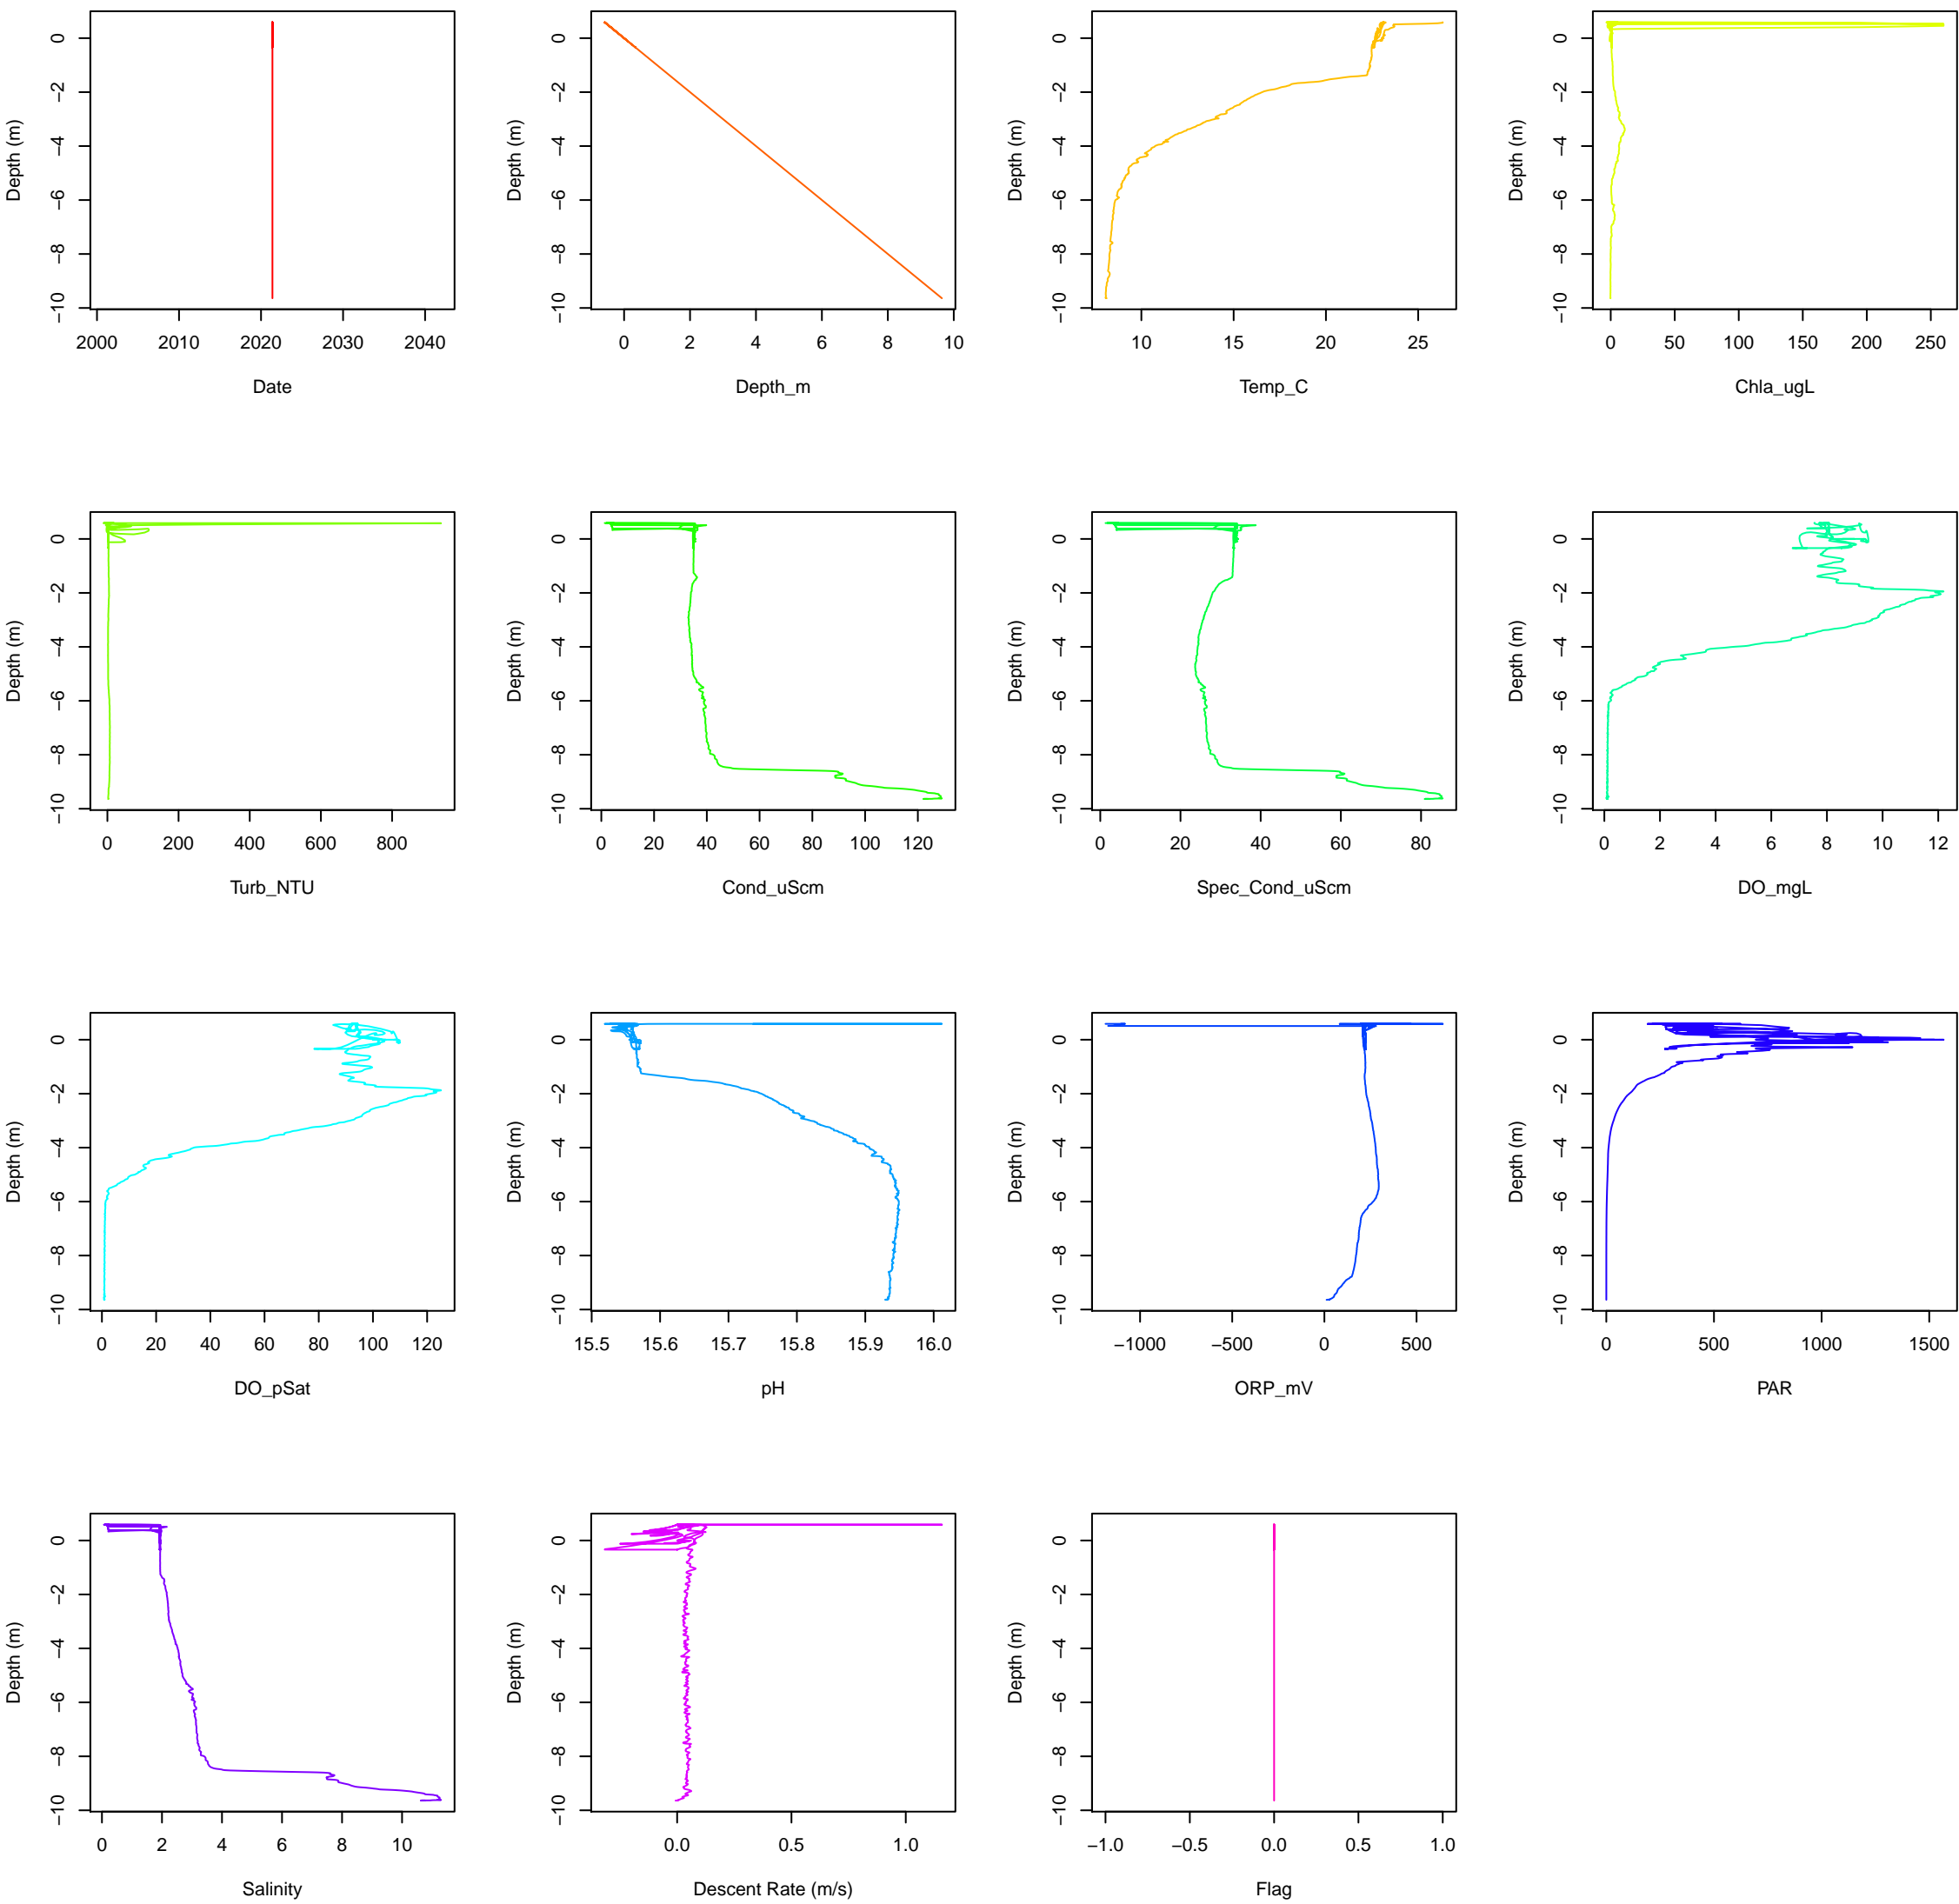 Depth (m)
0
−2
−4
−6
−8
−10
2000 2010 2020 2030 2040
Date
Depth (m)
0
−2
−4
−6
−8
−10
0 2 4 6 8 10
Depth_m
Depth (m)
0
−2
−4
−6
−8
−10
10 15 20 25
Temp_C
Depth (m)
0
−2
−4
−6
−8
−10
0 50 100 150 200 250
Chla_ugL
Depth (m)
0
−2
−4
−6
−8
−10
0 200 400 600 800
Turb_NTU
Depth (m)
0
−2
−4
−6
−8
−10
0 20 40 60 80 100 120
Cond_uScm
Depth (m)
0
−2
−4
−6
−8
−10
0 20 40 60 80
Spec_Cond_uScm
Depth (m)
0
−2
−4
−6
−8
−10
0 2 4 6 8 10 12
DO_mgL
Depth (m)
0
−2
−4
−6
−8
−10
0 20 40 60 80 100 120
DO_pSat
Depth (m)
0
−2
−4
−6
−8
−10
15.5 15.6 15.7 15.8 15.9 16.0
pH
Depth (m)
0
−2
−4
−6
−8
−10
−1000 −500 0 500
ORP_mV
Depth (m)
0
−2
−4
−6
−8
−10
0 500 1000 1500
PAR
Depth (m)
0
−2
−4
−6
−8
−10
0 2 4 6 8 10
Salinity
Depth (m)
0
−2
−4
−6
−8
−10
0.0 0.5 1.0
Descent Rate (m/s)
Depth (m)
0
−2
−4
−6
−8
−10
−1.0 −0.5 0.0 0.5 1.0
Flag